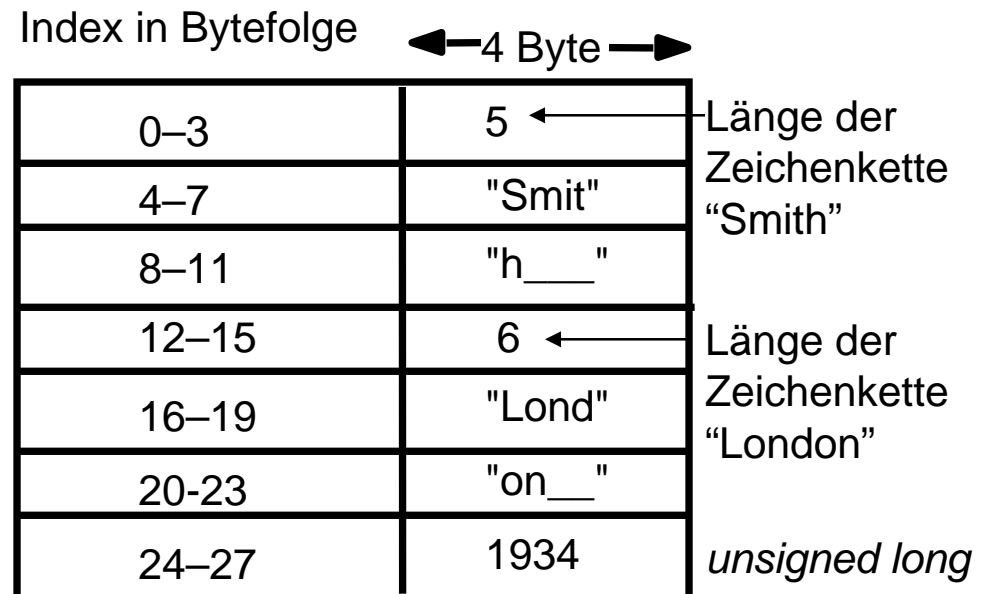 Index in Bytefolge
4 Byte
0–3 5 Länge der
Zeichenkette
“Smith”
4–7 "Smit"
8–11 "h___"
12–15 6 Länge der
Zeichenkette
“London”
16–19 "Lond"
20-23 "on__"
24–27 1934 unsigned long